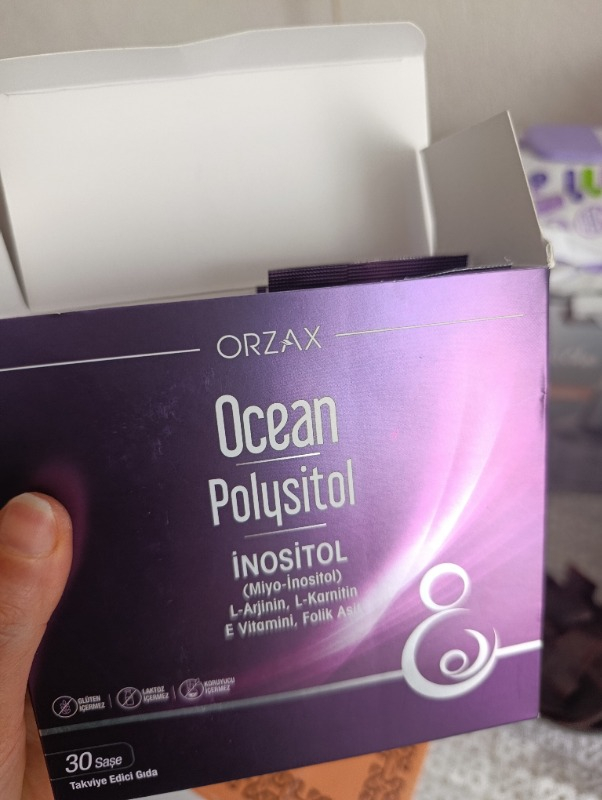 ORZAX
Ocean
Polysitol
İNOSİTOL
(Miyo-İnositol)
L-Arjinin, L-Karnitin
E Vitamini, Folik Asit
GLÜTEN
İÇERMEZ
LAKTOZ
İÇERMEZ
KORUYUCU
İÇERMEZ
30 Saşe
Takviye Edici Gıda